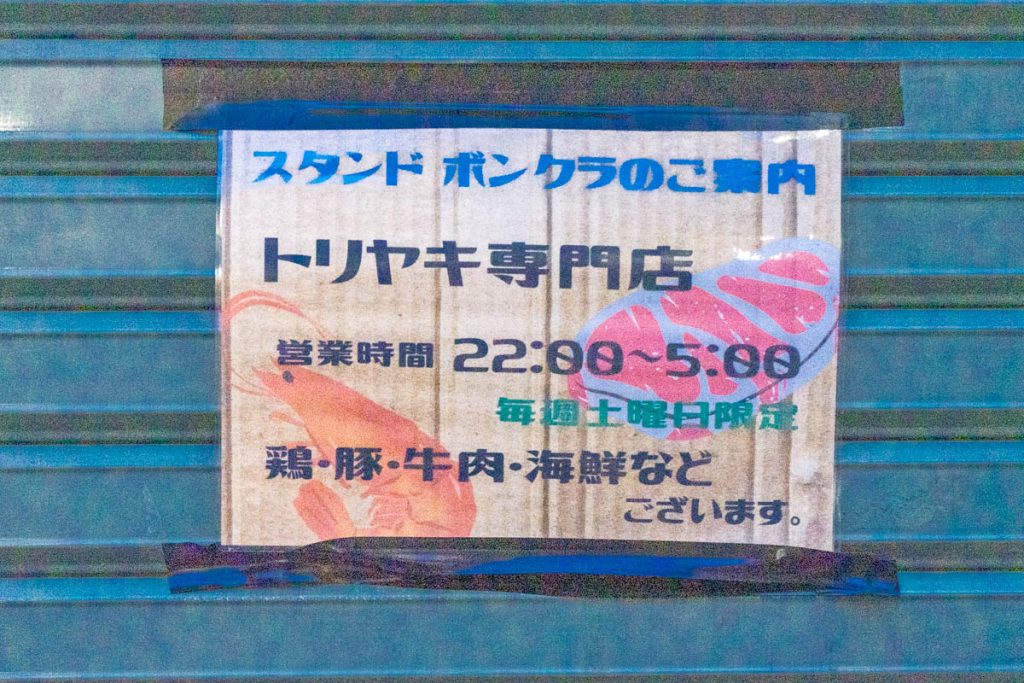 スタンド ボンクラのご案内
トリヤキ専門店
営業時間 22:00～5:00
毎週土曜日限定
鶏・豚・牛肉・海鮮など
ございます。